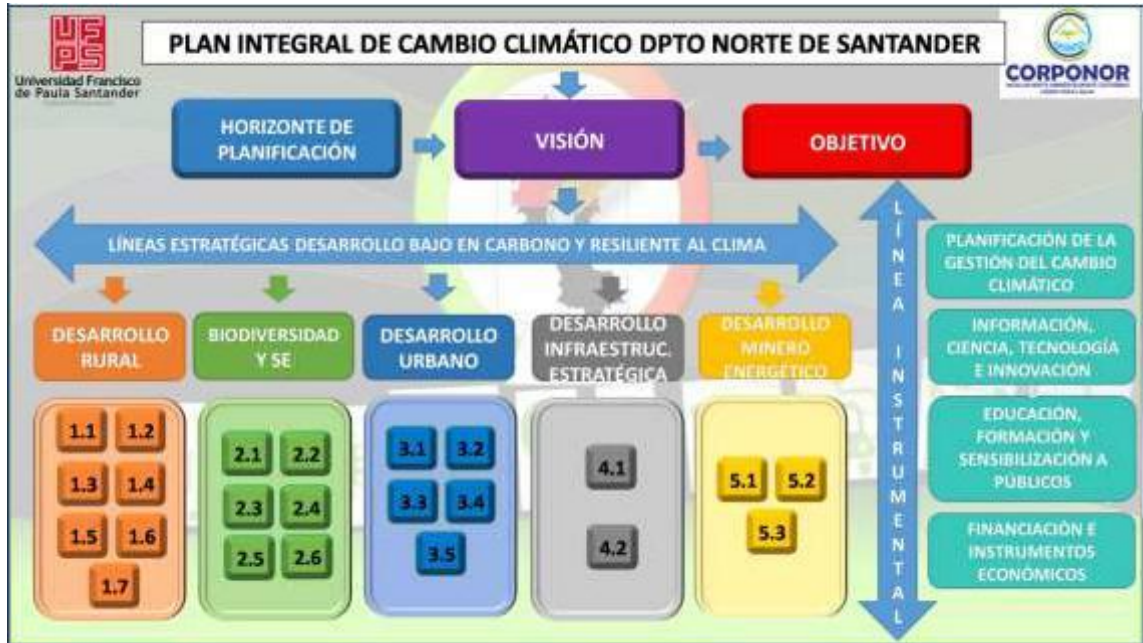 UFPS
Universidad Francisco
de Paula Santander
PLAN INTEGRAL DE CAMBIO CLIMÁTICO DPTO NORTE DE SANTANDER
CORPONOR
HORIZONTE DE
PLANIFICACIÓN
VISIÓN
OBJETIVO
LÍNEAS ESTRATÉGICAS DESARROLLO BAJO EN CARBONO Y RESILIENTE AL CLIMA
DESARROLLO
RURAL
BIODIVERSIDAD
Y SE
DESARROLLO
URBANO
DESARROLLO
INFRAESTRUC.
ESTRATÉGICA
DESARROLLO
MINERO
ENERGÉTICO
1.1 1.2
1.3 1.4
1.5 1.6
1.7
2.1 2.2
2.3 2.4
2.5 2.6
3.1 3.2
3.3 3.4
3.5
4.1
4.2
5.1 5.2
5.3
LÍNEA INSTRUMENTAL
PLANIFICACIÓN DE LA
GESTIÓN DEL CAMBIO
CLIMÁTICO
INFORMACIÓN,
CIENCIA, TECNOLOGÍA
E INNOVACIÓN
EDUCACIÓN,
FORMACIÓN Y
SENSIBILIZACIÓN A
PÚBLICOS
FINANCIACIÓN E
INSTRUMENTOS
ECONÓMICOS